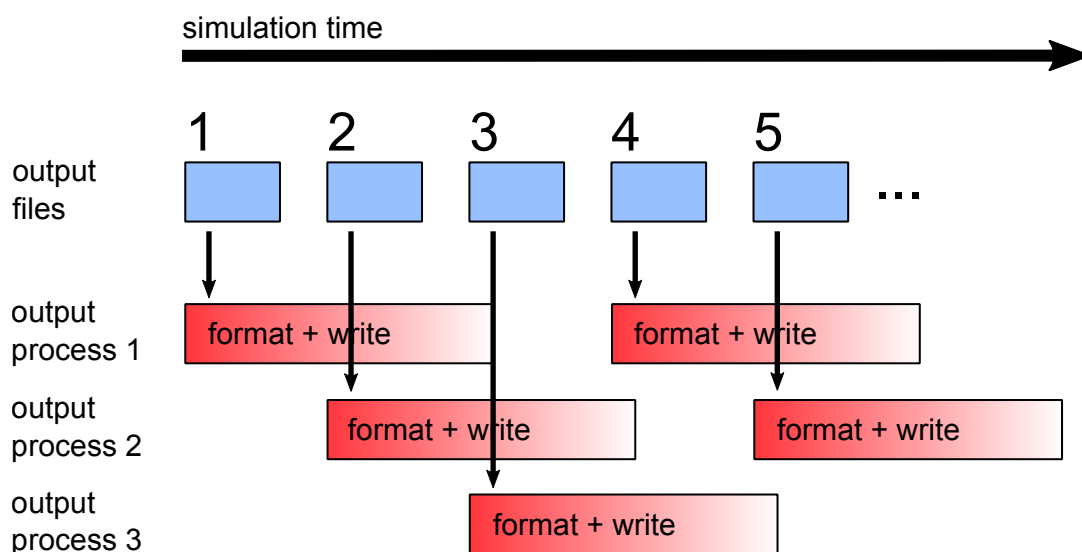 simulation time
1 2 3 4 5
output
files
...
output
process 1
format + write
format + write
output
process 2
format + write
format + write
output
process 3
format + write